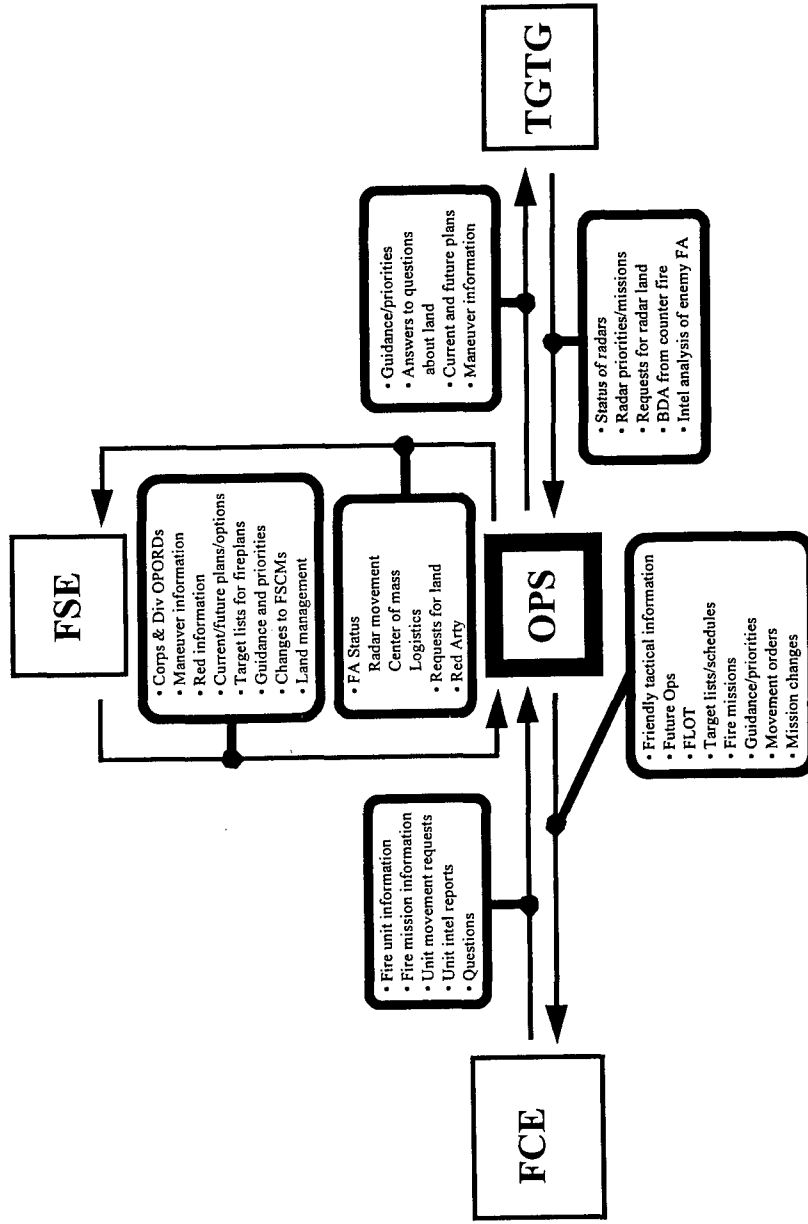 FSE
• Corps & Div OPORDs
• Maneuver information
• Red information
• Current/future plans/options
• Target lists for fireplans
• Guidance and priorities
• Changes to FSCMs
• Land management
• FA Status
Radar movement
Center of mass
Logistics
• Requests for land
• Red Arty
• Fire unit information
• Fire mission information
• Unit movement requests
• Unit intel reports
• Questions
• Guidance/priorities
• Answers to questions
about land
• Current and future plans
• Maneuver information
FCE
OPS
TGTG
• Friendly tactical information
• Future Ops
• FLOT
• Target lists/schedules
• Fire missions
• Guidance/priorities
• Movement orders
• Mission changes
• Status of radars
• Radar priorities/missions
• Requests for radar land
• BDA from counter fire
• Intel analysis of enemy FA